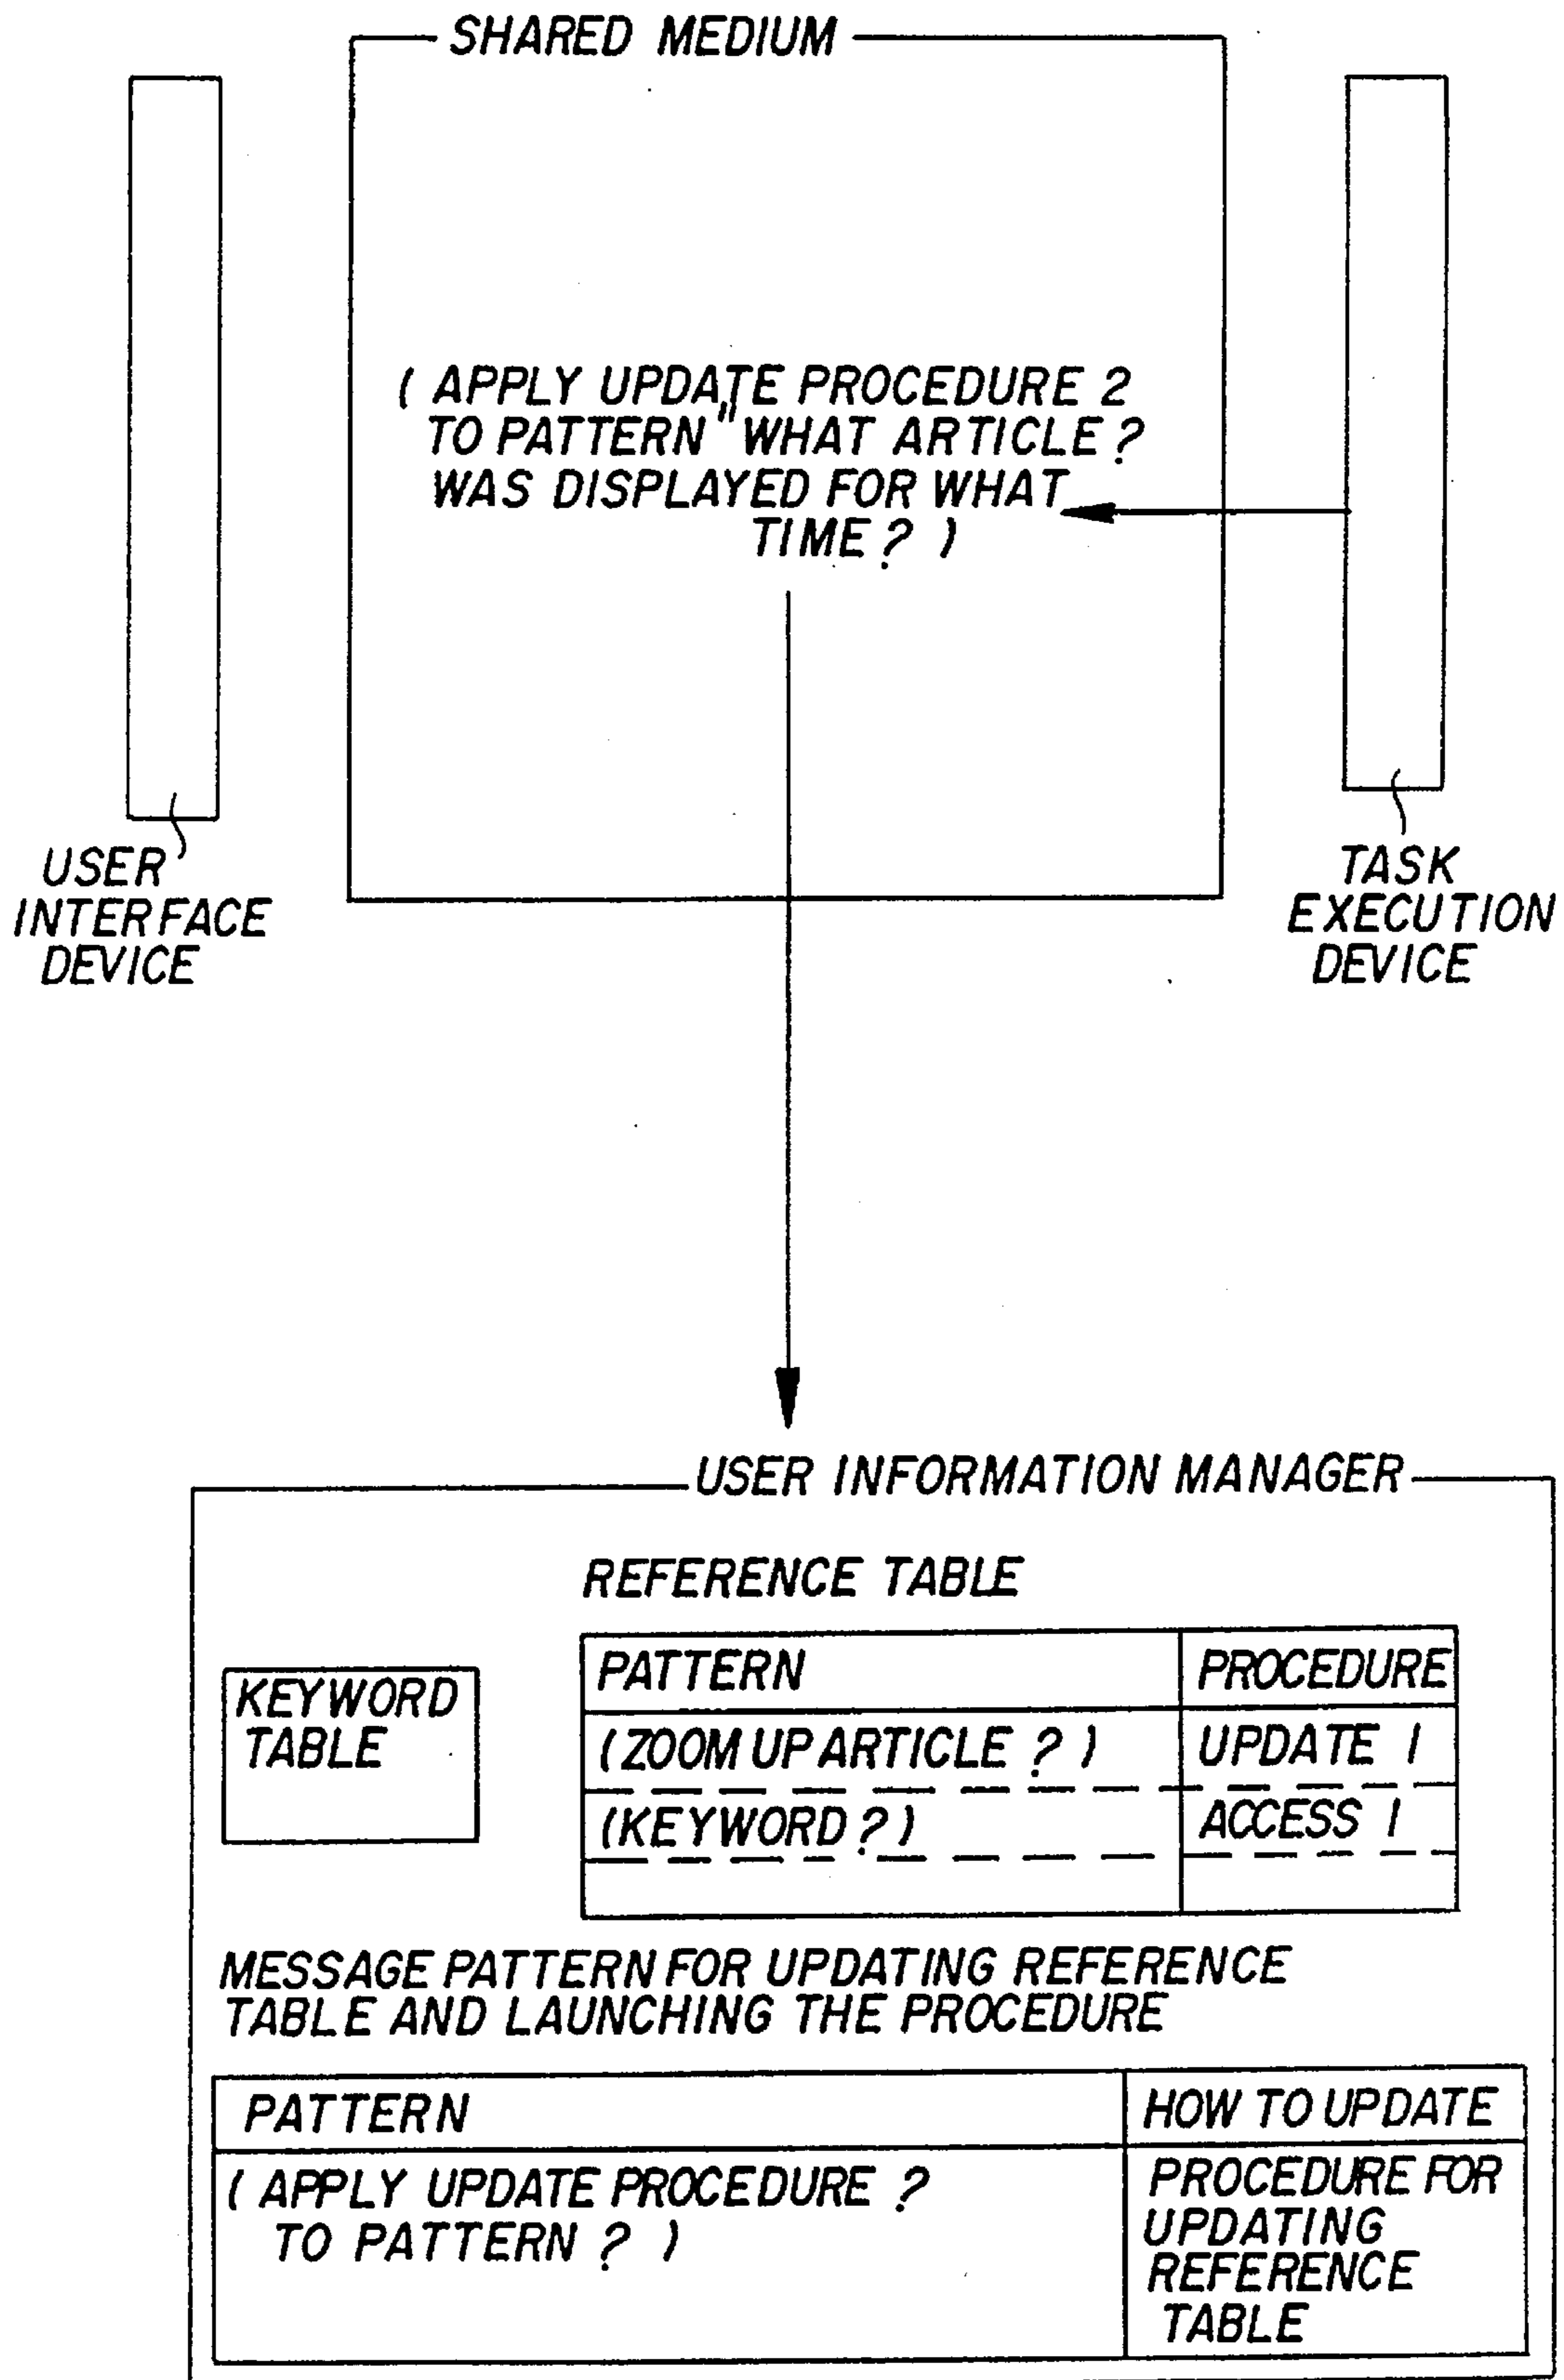 SHARED MEDIUM
( APPLY UPDATE PROCEDURE 2
TO PATTERN "WHAT ARTICLE?
WAS DISPLAYED FOR WHAT
TIME? )
USER
INTERFACE
DEVICE
TASK
EXECUTION
DEVICE
USER INFORMATION MANAGER
REFERENCE TABLE
KEYWORD
TABLE
PATTERN PROCEDURE
(ZOOM UP ARTICLE ? ) UPDATE 1
(KEYWORD ?) ACCESS 1
MESSAGE PATTERN FOR UPDATING REFERENCE
TABLE AND LAUNCHING THE PROCEDURE
PATTERN HOW TO UPDATE
( APPLY UPDATE PROCEDURE ?
TO PATTERN ? )
PROCEDURE FOR
UPDATING
REFERENCE
TABLE